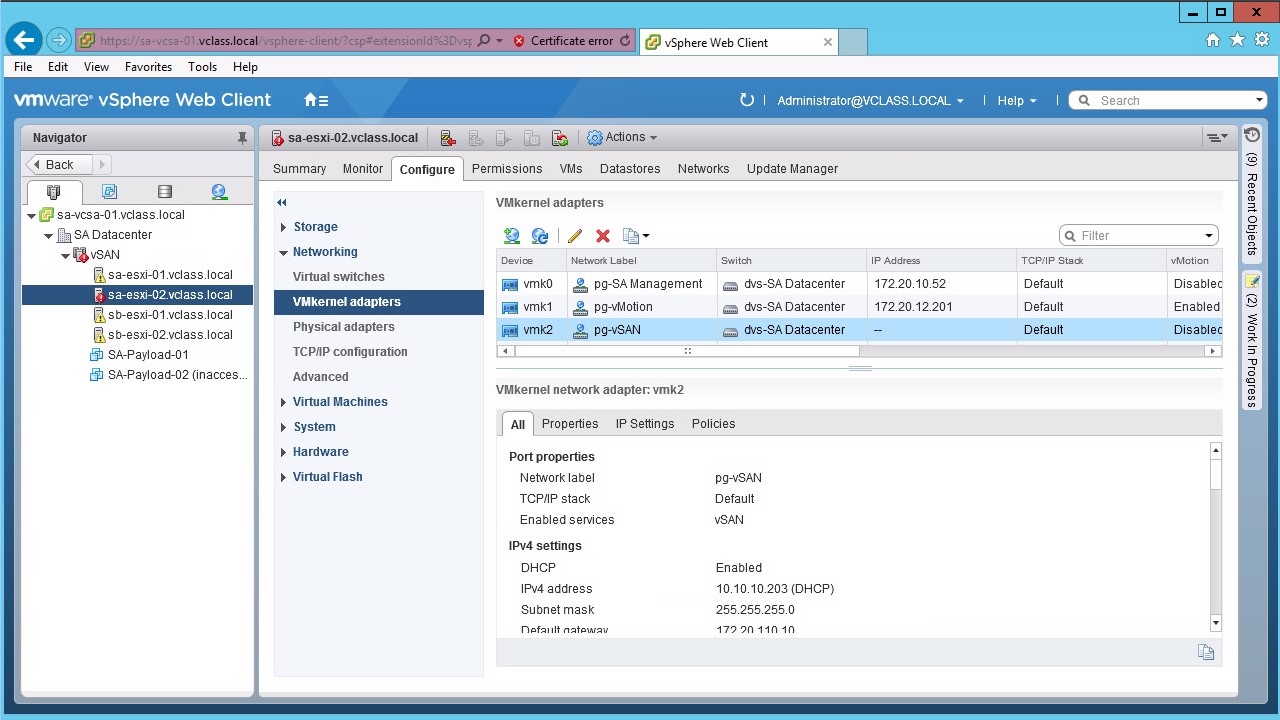 https://sa-vcsa-01.vclass.local/vsphere-client/?csp#extensionId%3Dvsp
Certificate error
vSphere Web Client
File Edit View Favorites Tools Help
vmware® vSphere Web Client
Administrator@VCLASS.LOCAL
Help
Search
Navigator
Back
sa-vcsa-01.vclass.local
SA Datacenter
vSAN
sa-esxi-01.vclass.local
sa-esxi-02.vclass.local
sb-esxi-01.vclass.local
sb-esxi-02.vclass.local
SA-Payload-01
SA-Payload-02 (inacces...
sa-esxi-02.vclass.local
Actions
Summary Monitor Configure Permissions VMs Datastores Networks Update Manager
Storage
Networking
Virtual switches
VMkernel adapters
Physical adapters
TCP/IP configuration
Advanced
Virtual Machines
System
Hardware
Virtual Flash
VMkernel adapters
Filter
Device Network Label Switch IP Address TCP/IP Stack vMotion
vmk0 pg-SA Management dvs-SA Datacenter 172.20.10.52 Default Disabled
vmk1 pg-vMotion dvs-SA Datacenter 172.20.12.201 Default Enabled
vmk2 pg-vSAN dvs-SA Datacenter -- Default Disabled
VMkernel network adapter: vmk2
All Properties IP Settings Policies
Port properties
Network label pg-vSAN
TCP/IP stack Default
Enabled services vSAN
IPv4 settings
DHCP Enabled
IPv4 address 10.10.10.203 (DHCP)
Subnet mask 255.255.255.0
Default gateway 172.20.110.10
(9) Recent Objects
(2) Work In Progress